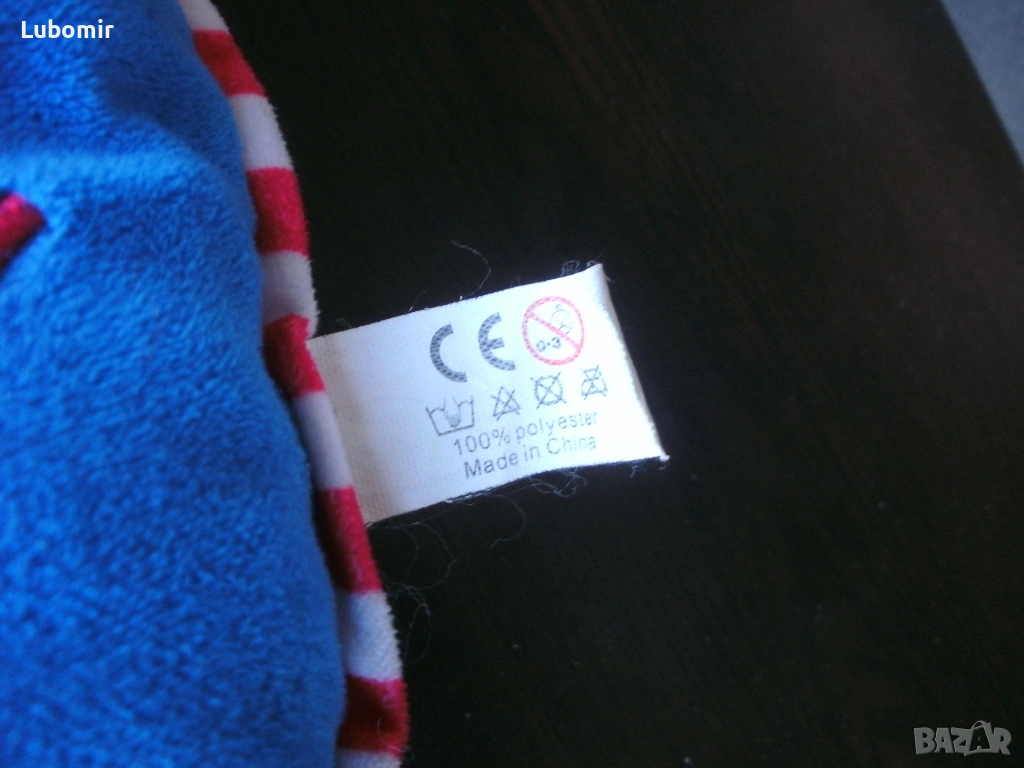 Lubomir
CE
0-3
100% polyester
Made in China
BAZAR